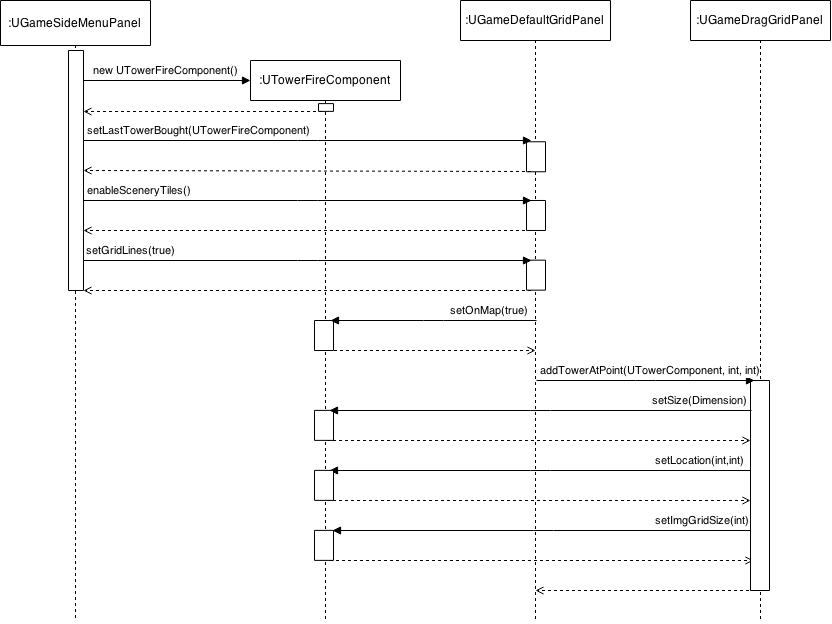 :UGameSideMenuPanel
:UGameDefaultGridPanel
:UGameDragGridPanel
new UTowerFireComponent()
:UTowerFireComponent
setLastTowerBought(UTowerFireComponent)
enableSceneryTiles()
setGridLines(true)
setOnMap(true)
addTowerAtPoint(UTowerComponent, int, int)
setSize(Dimension)
setLocation(int,int)
setImgGridSize(int)